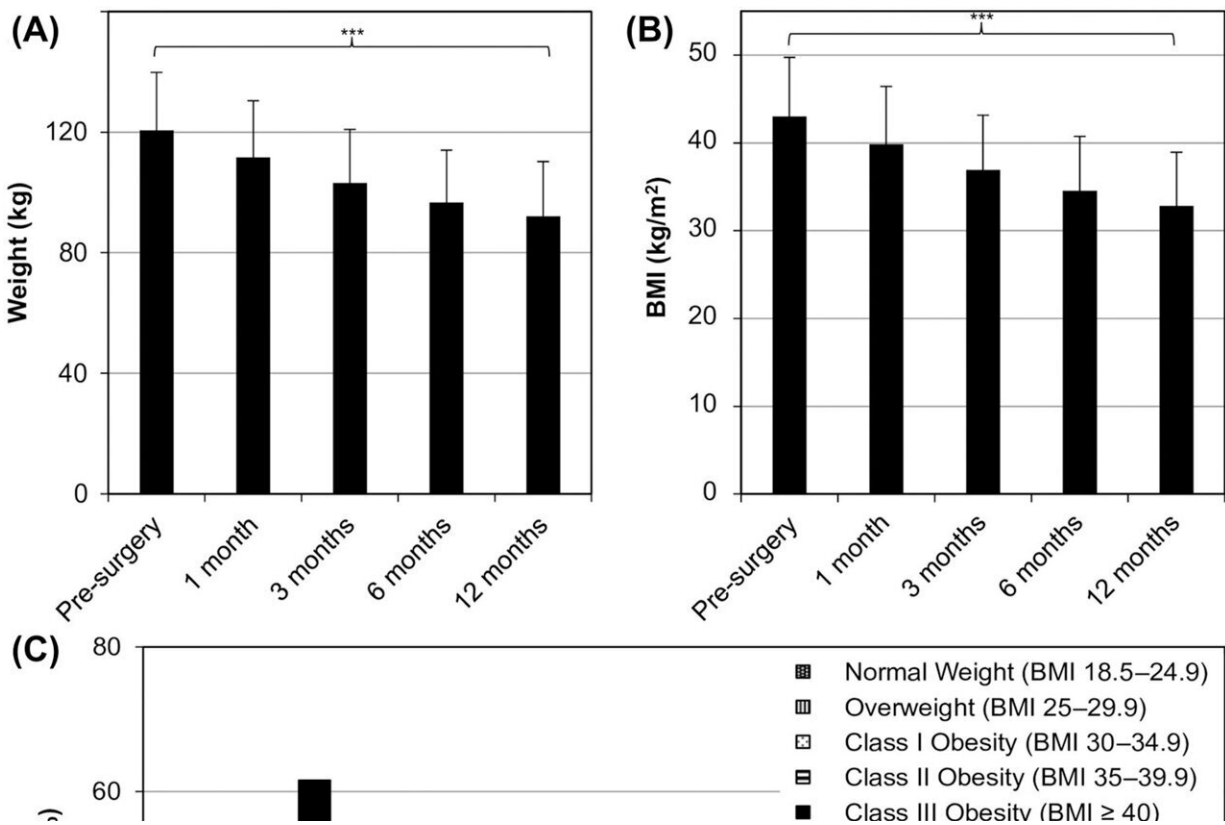 (A)
***
120
80
40
0
Weight (kg)
Pre-surgery
1 month
3 months
6 months
12 months
(B)
***
50
40
30
20
10
0
BMI (kg/m²)
Pre-surgery
1 month
3 months
6 months
12 months
(C)
80
60
Normal Weight (BMI 18.5–24.9)
Overweight (BMI 25–29.9)
Class I Obesity (BMI 30–34.9)
Class II Obesity (BMI 35–39.9)
Class III Obesity (BMI ≥ 40)